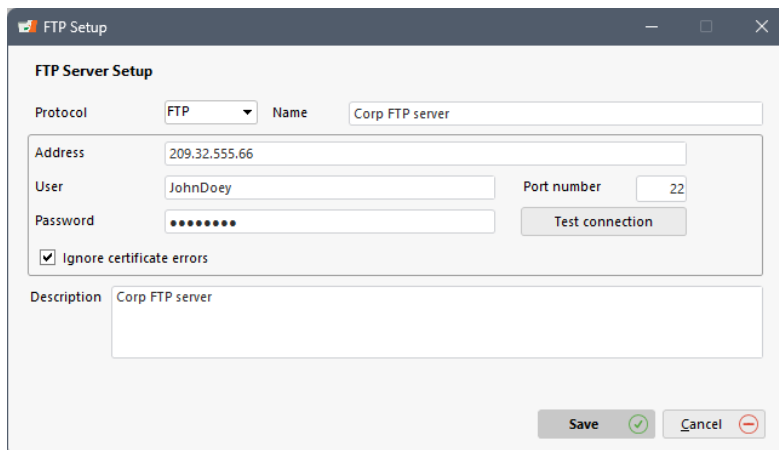 FTP Setup
FTP Server Setup
Protocol FTP Name Corp FTP server
Address 209.32.555.66
User JohnDoey Port number 22
Password ●●●●●●●● Test connection
Ignore certificate errors
Description Corp FTP server
Save Cancel